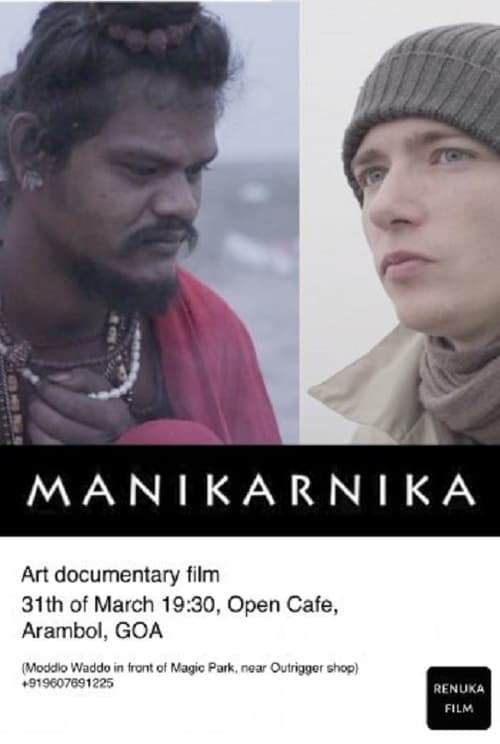 MANIKARNIKA
Art documentary film
31th of March 19:30, Open Cafe,
Arambol, GOA
(Moddlo Waddo in front of Magic Park, near Outrigger shop)
+919607691225
RENUKA
FILM